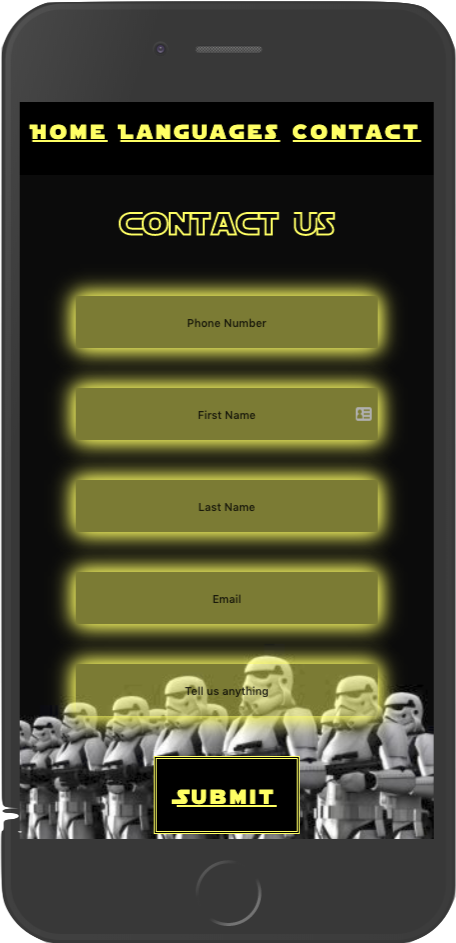 HOME LANGUAGES CONTACT
CONTACT US
Phone Number
First Name
Last Name
Email
Tell us anything
SUBMIT